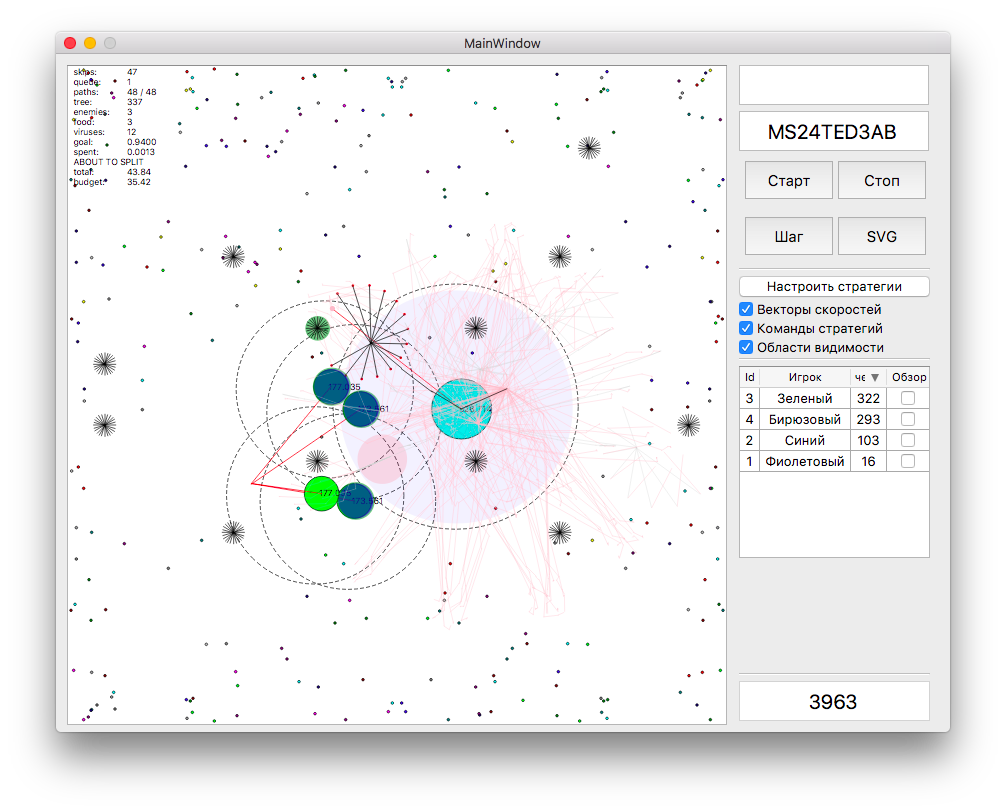 MainWindow
skips: 47
queue: 1
paths: 48 / 48
tree: 337
enemies: 3
food: 3
viruses: 12
goal: 0.9400
spent: 0.0013
ABOUT TO SPLIT
total: 43.84
budget: 35.42
177.035
177.035
173.561
MS24TED3AB
Старт Стоп
Шаг SVG
Настроить стратегии
Векторы скоростей
Команды стратегий
Области видимости
Id Игрок че ▼ Обзор
3 Зеленый 322
4 Бирюзовый 293
2 Синий 103
1 Фиолетовый 16
3963